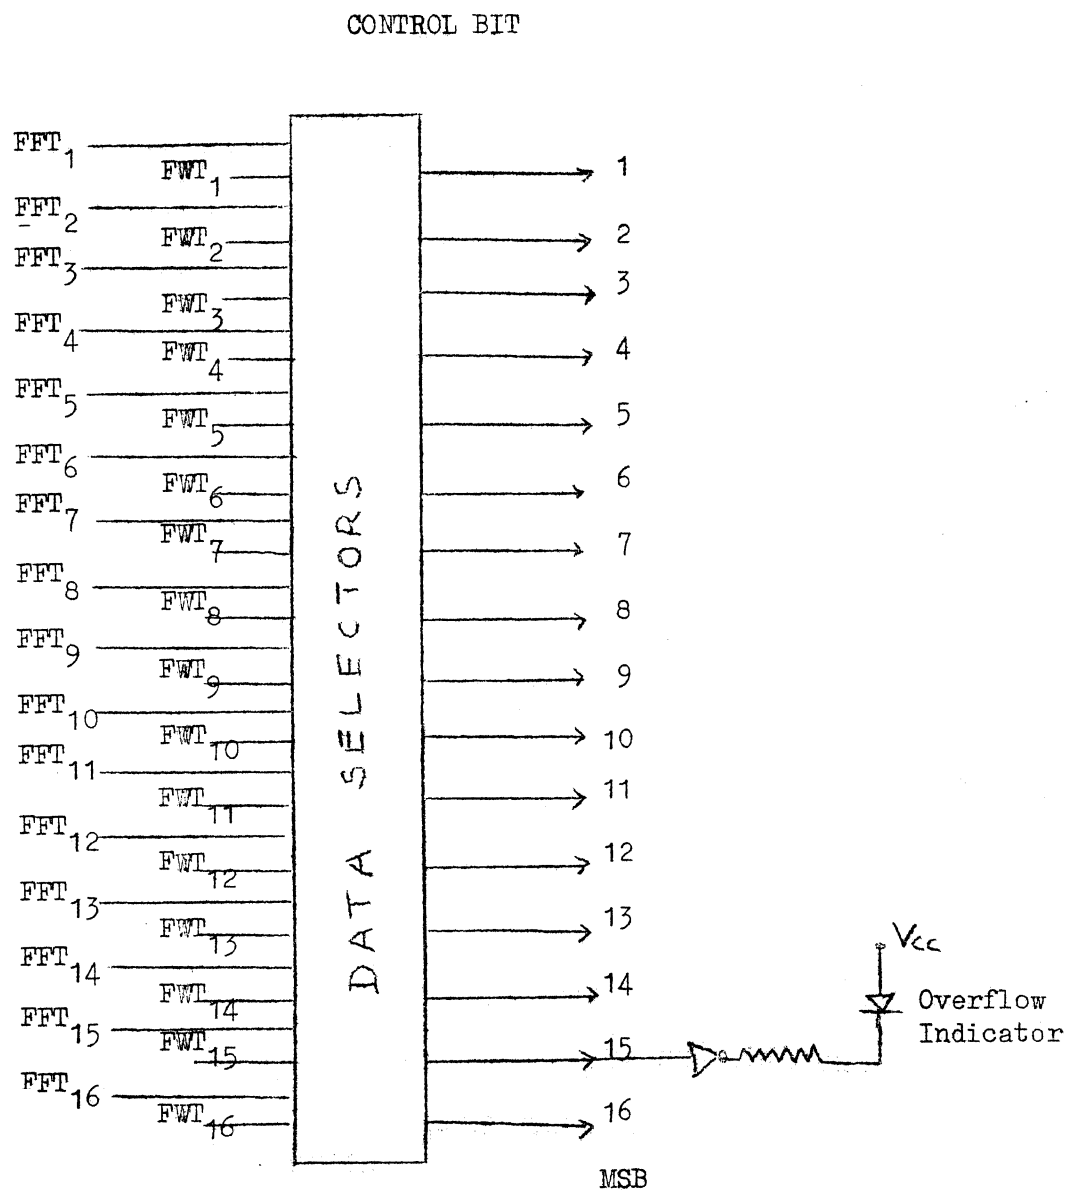 CONTROL BIT
FFT1
FWT1
1
FFT2
FWT2
2
FFT3
FWT3
3
FFT4
FWT4
4
FFT5
FWT5
5
FFT6
FWT6
6
FFT7
FWT7
7
FFT8
FWT8
8
FFT9
FWT9
9
FFT10
FWT10
10
FFT11
FWT11
11
FFT12
FWT12
12
FFT13
FWT13
13
FFT14
FWT14
14
FFT15
FWT15
15
FFT16
FWT16
16
DATA SELECTORS
Vcc
Overflow
Indicator
MSB